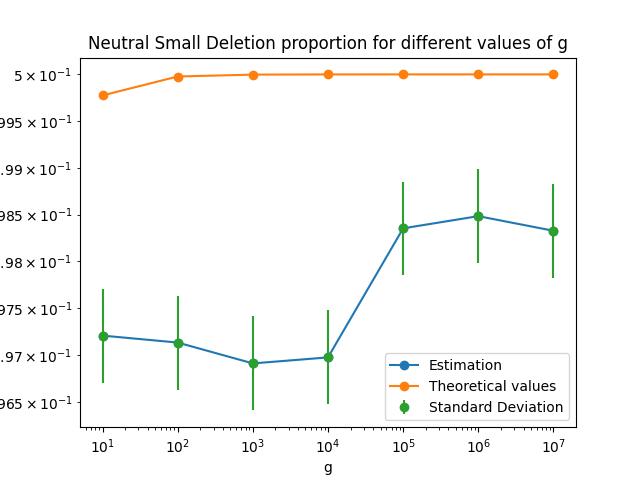 Neutral Small Deletion proportion for different values of g
5 × 10⁻¹
995 × 10⁻¹
.99 × 10⁻¹
985 × 10⁻¹
.98 × 10⁻¹
975 × 10⁻¹
.97 × 10⁻¹
965 × 10⁻¹
Estimation
Theoretical values
Standard Deviation
10¹ 10² 10³ 10⁴ 10⁵ 10⁶ 10⁷
g